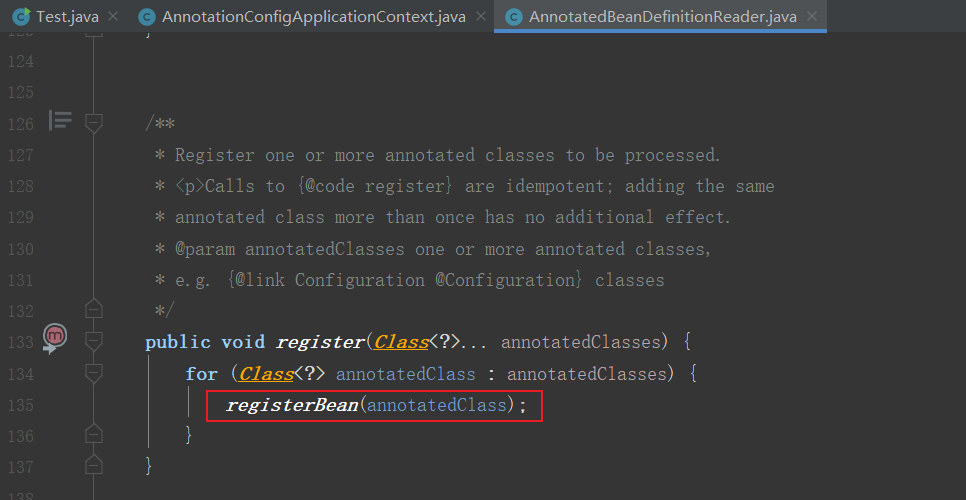 Test.java
AnnotationConfigApplicationContext.java
AnnotatedBeanDefinitionReader.java
}
124
125
126 /**
127 * Register one or more annotated classes to be processed.
128 * <p>Calls to {@code register} are idempotent; adding the same
129 * annotated class more than once has no additional effect.
130 * @param annotatedClasses one or more annotated classes,
131 * e.g. {@link Configuration @Configuration} classes
132 */
133 public void register(Class<?>... annotatedClasses) {
134 for (Class<?> annotatedClass : annotatedClasses) {
135 registerBean(annotatedClass);
136 }
137 }